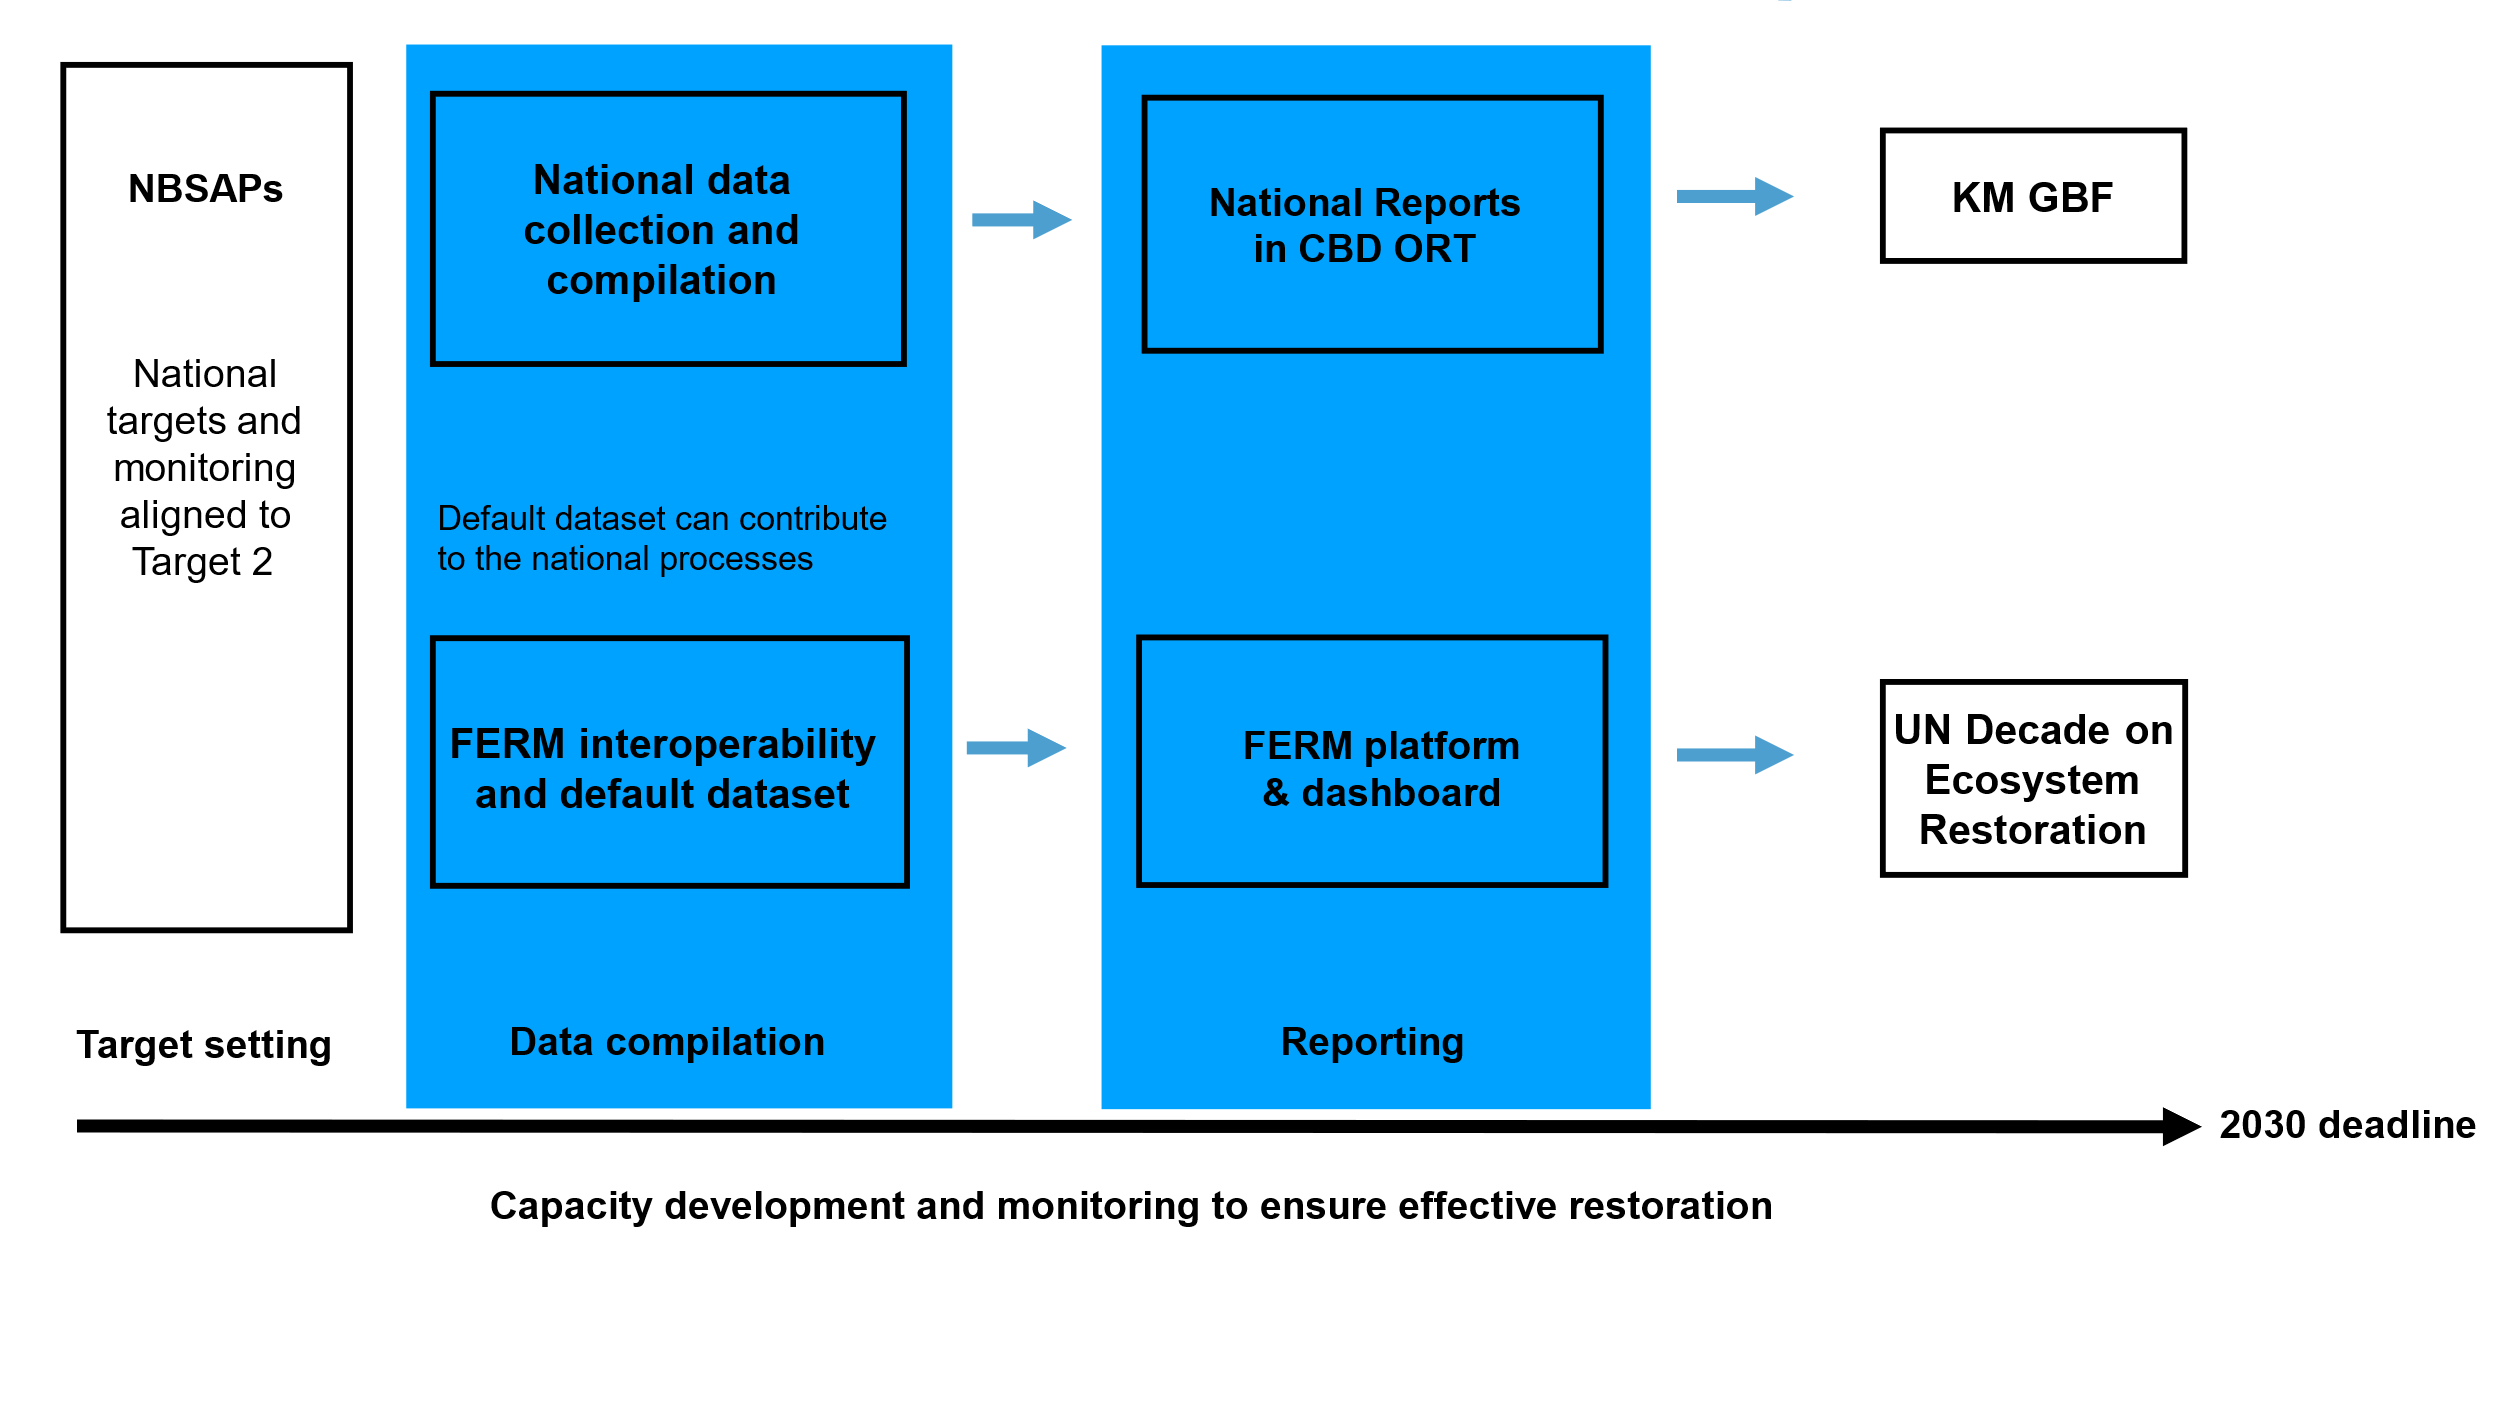 NBSAPs
National
targets and
monitoring
aligned to
Target 2
Target setting
National data
collection and
compilation
Default dataset can contribute
to the national processes
FERM interoperability
and default dataset
Data compilation
National Reports
in CBD ORT
FERM platform
& dashboard
Reporting
KM GBF
UN Decade on
Ecosystem
Restoration
2030 deadline
Capacity development and monitoring to ensure effective restoration